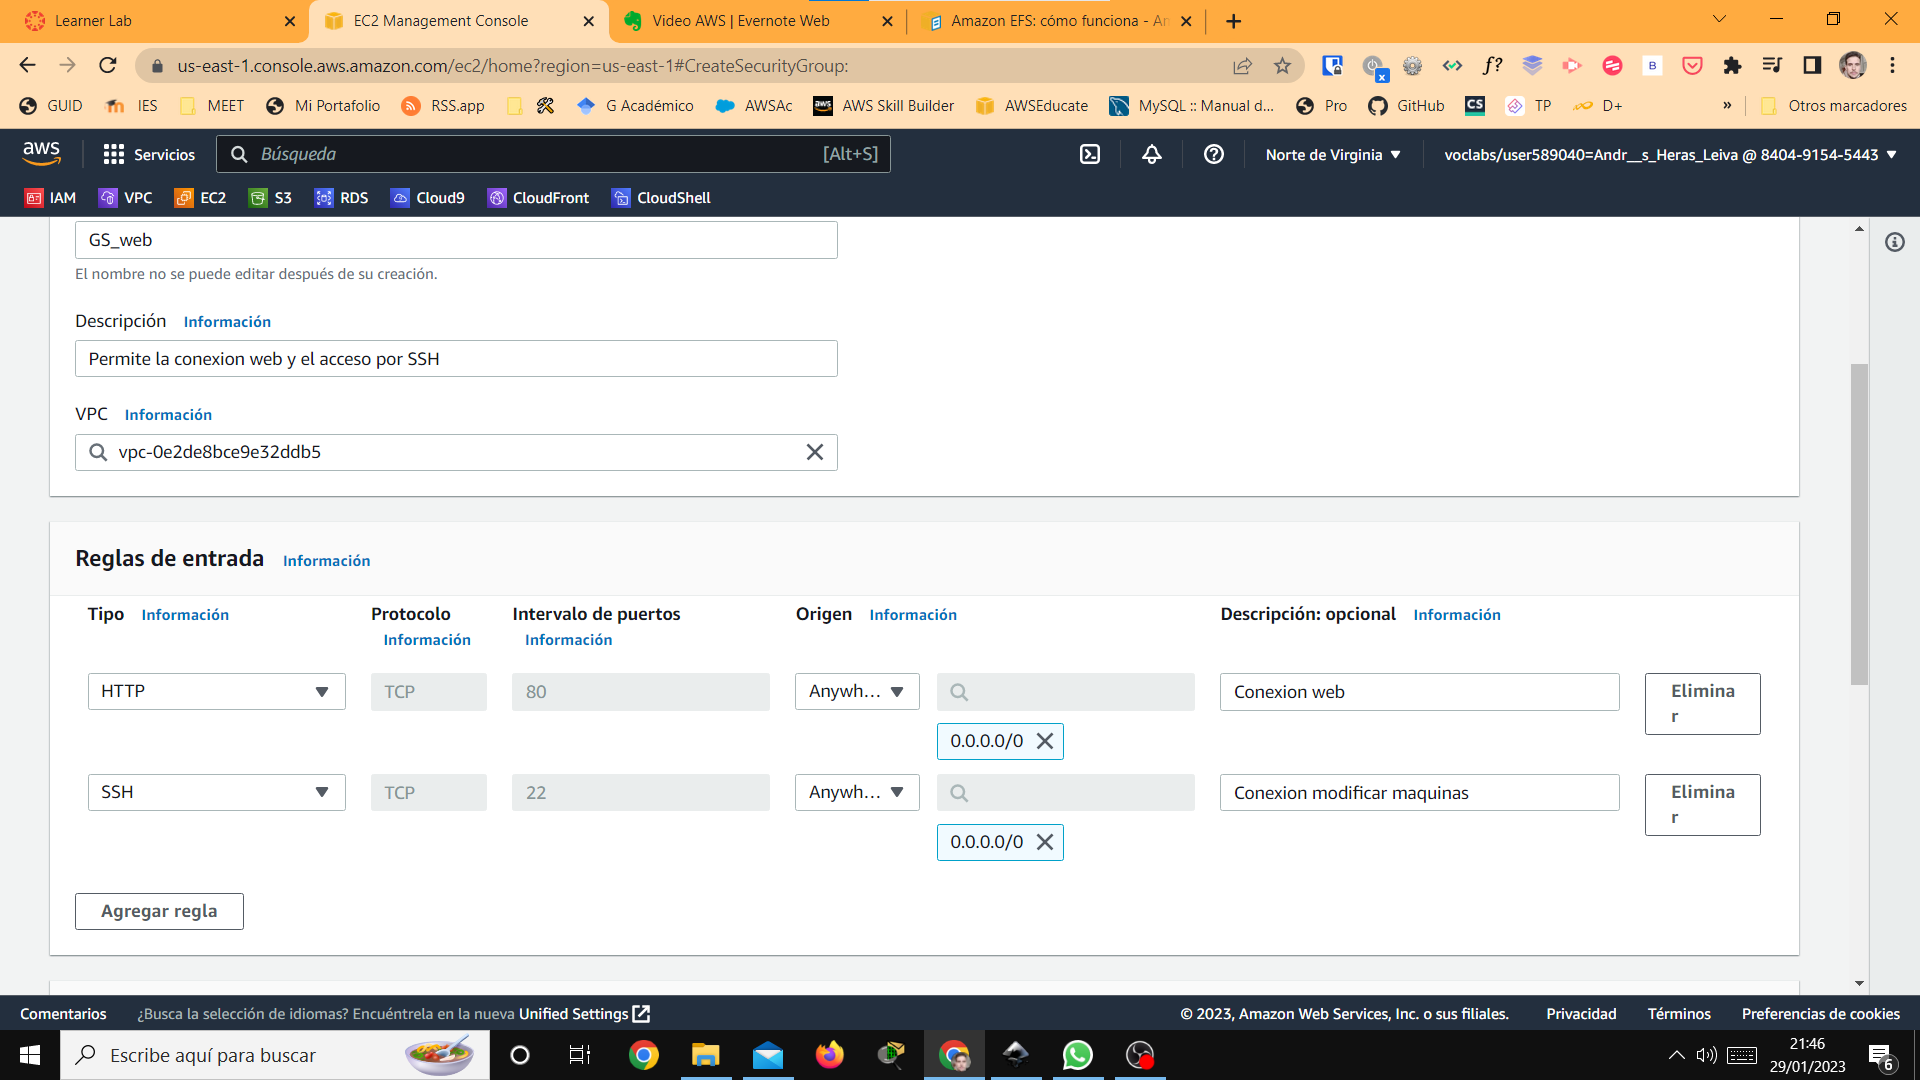 Learner Lab
EC2 Management Console
Video AWS | Evernote Web
Amazon EFS: cómo funciona - An
us-east-1.console.aws.amazon.com/ec2/home?region=us-east-1#CreateSecurityGroup:
GUID IES MEET Mi Portafolio RSS.app G Académico AWSAc AWS Skill Builder AWSEducate MySQL :: Manual d... Pro GitHub CS TP D+ » Otros marcadores
aws Servicios Búsqueda [Alt+S] Norte de Virginia voclabs/user589040=Andr__s_Heras_Leiva @ 8404-9154-5443
IAM VPC EC2 S3 RDS Cloud9 CloudFront CloudShell
GS_web
El nombre no se puede editar después de su creación.
Descripción Información
Permite la conexion web y el acceso por SSH
VPC Información
vpc-0e2de8bce9e32ddb5
Reglas de entrada Información
Tipo Información Protocolo Intervalo de puertos Origen Información Descripción: opcional Información
Información Información
HTTP TCP 80 Anywh... Conexion web Elimina
r
0.0.0.0/0
SSH TCP 22 Anywh... Conexion modificar maquinas Elimina
r
0.0.0.0/0
Agregar regla
Comentarios ¿Busca la selección de idiomas? Encuéntrela en la nueva Unified Settings © 2023, Amazon Web Services, Inc. o sus filiales. Privacidad Términos Preferencias de cookies
Escribe aquí para buscar
21:46
29/01/2023
6